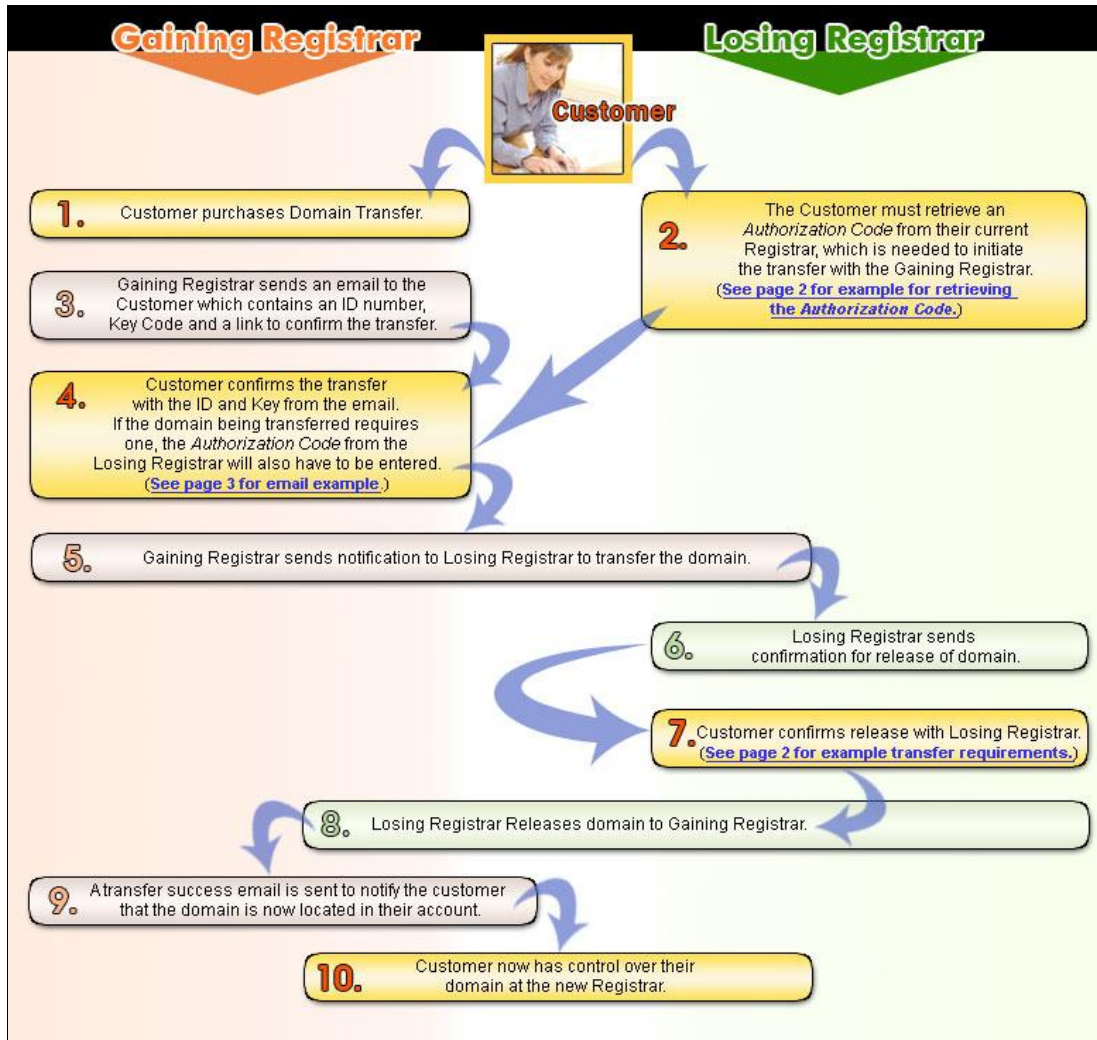 Gaining Registrar
Losing Registrar
Customer
1.
Customer purchases Domain Transfer.
2.
The Customer must retrieve an
Authorization Code from their current
Registrar, which is needed to initiate
the transfer with the Gaining Registrar.
(See page 2 for example for retrieving
the Authorization Code.)
3.
Gaining Registrar sends an email to the
Customer which contains an ID number,
Key Code and a link to confirm the transfer.
4.
Customer confirms the transfer
with the ID and Key from the email.
If the domain being transferred requires
one, the Authorization Code from the
Losing Registrar will also have to be entered.
(See page 3 for email example.)
5.
Gaining Registrar sends notification to Losing Registrar to transfer the domain.
6.
Losing Registrar sends
confirmation for release of domain.
7.
Customer confirms release with Losing Registrar.
(See page 2 for example transfer requirements.)
8.
Losing Registrar Releases domain to Gaining Registrar.
9.
A transfer success email is sent to notify the customer
that the domain is now located in their account.
10.
Customer now has control over their
domain at the new Registrar.